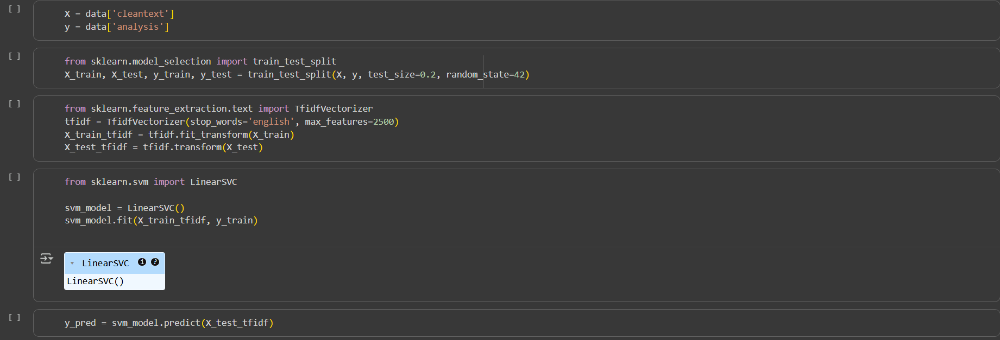 [ ]
X = data['cleantext']
y = data['analysis']
[ ]
from sklearn.model_selection import train_test_split
X_train, X_test, y_train, y_test = train_test_split(X, y, test_size=0.2, random_state=42)
[ ]
from sklearn.feature_extraction.text import TfidfVectorizer
tfidf = TfidfVectorizer(stop_words='english', max_features=2500)
X_train_tfidf = tfidf.fit_transform(X_train)
X_test_tfidf = tfidf.transform(X_test)
[ ]
from sklearn.svm import LinearSVC
svm_model = LinearSVC()
svm_model.fit(X_train_tfidf, y_train)
LinearSVC i ?
LinearSVC()
[ ]
y_pred = svm_model.predict(X_test_tfidf)